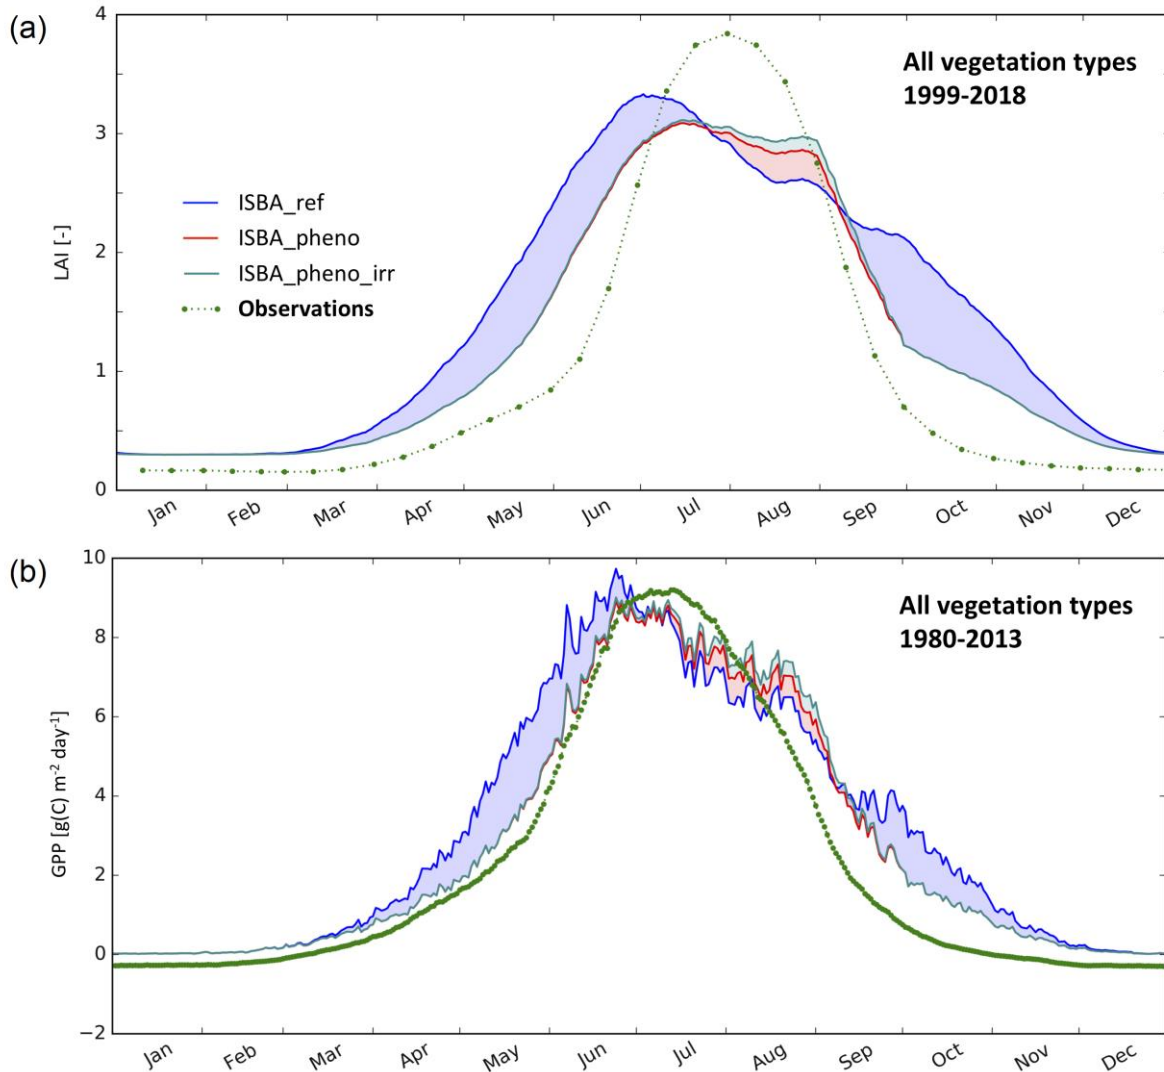 (a)
4
3
2
1
0
LAI [-]
All vegetation types
1999-2018
ISBA_ref
ISBA_pheno
ISBA_pheno_irr
Observations
Jan Feb Mar Apr May Jun Jul Aug Sep Oct Nov Dec
(b)
10
8
6
4
2
0
−2
GPP [g(C) m⁻² day⁻¹]
All vegetation types
1980-2013
Jan Feb Mar Apr May Jun Jul Aug Sep Oct Nov Dec